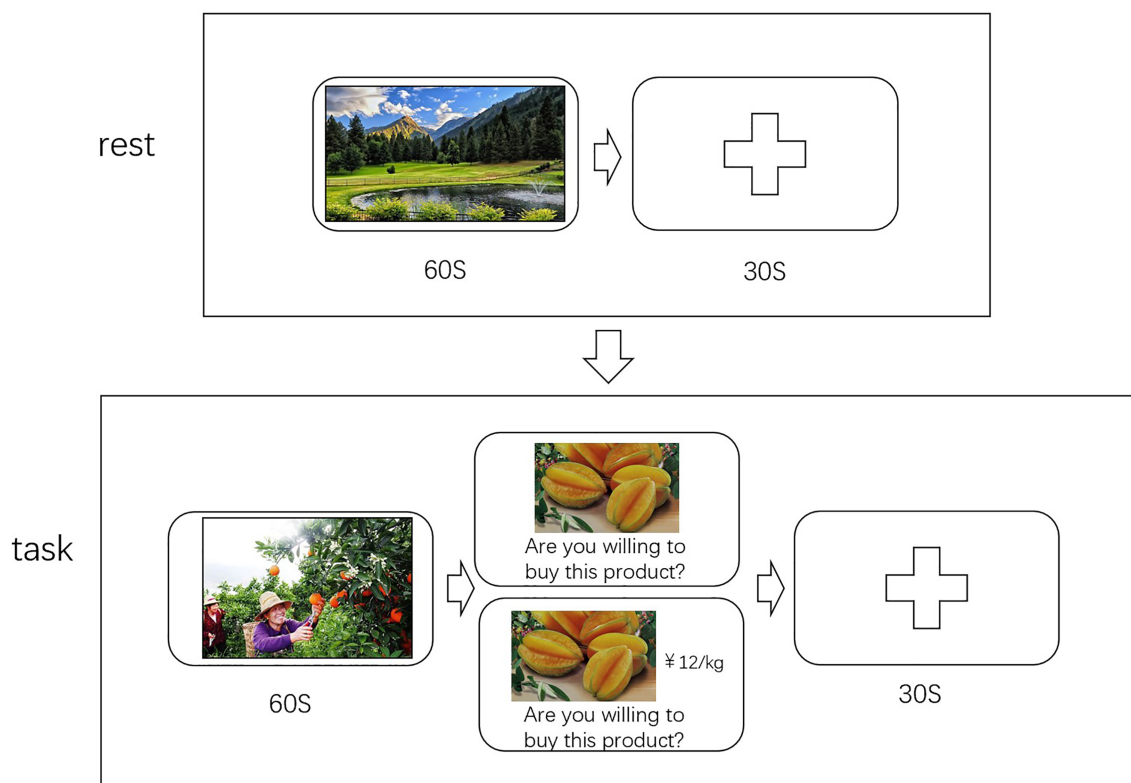 rest
60S
30S
task
60S
Are you willing to
buy this product?
¥ 12/kg
Are you willing to
buy this product?
30S